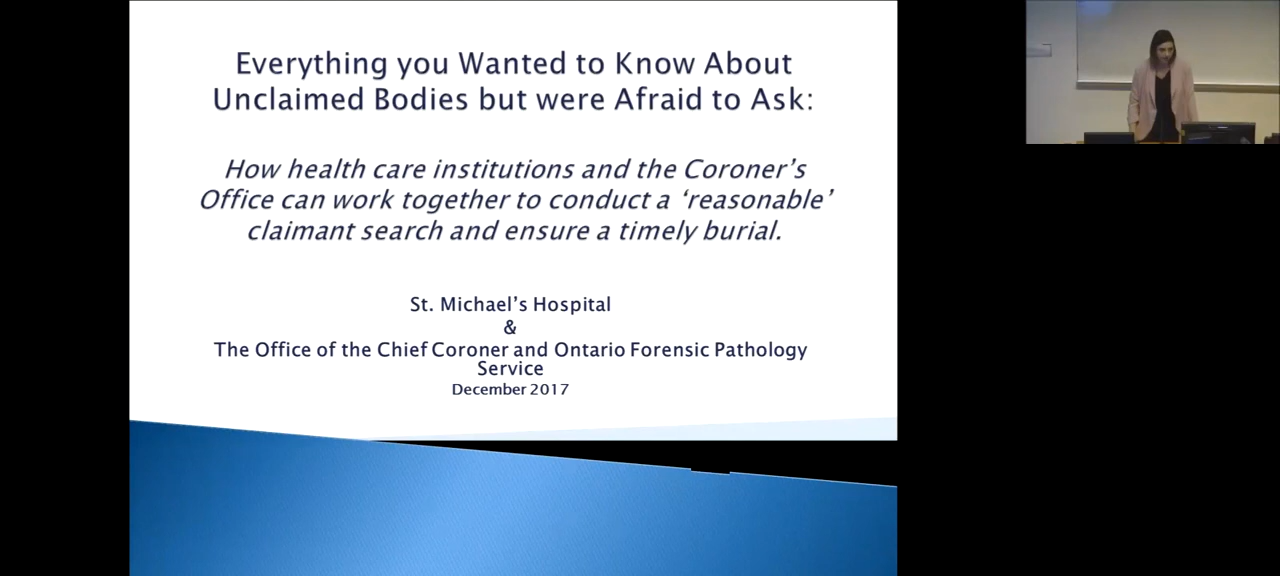 Everything you Wanted to Know About
Unclaimed Bodies but were Afraid to Ask:
How health care institutions and the Coroner’s
Office can work together to conduct a ‘reasonable’
claimant search and ensure a timely burial.
St. Michael’s Hospital
&
The Office of the Chief Coroner and Ontario Forensic Pathology
Service
December 2017